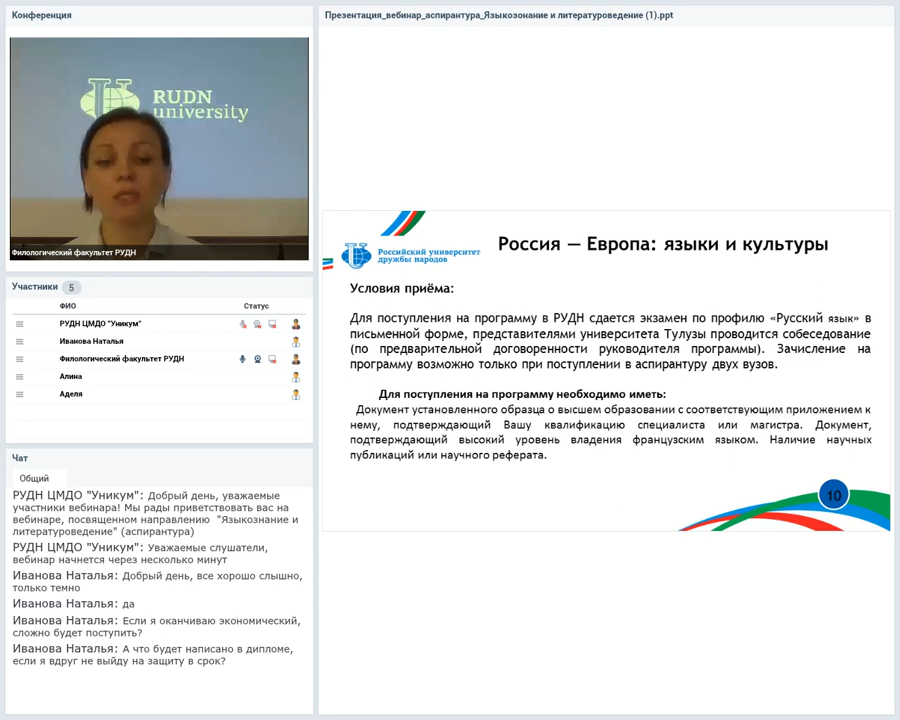 Конференция
RUDN
university
Филологический факультет РУДН
Участники 5
ФИО Статус
РУДН ЦМДО "Уникум"
Иванова Наталья
Филологический факультет РУДН
Алина
Аделя
Чат
Общий
РУДН ЦМДО "Уникум": Добрый день, уважаемые
участники вебинара! Мы рады приветствовать вас на
вебинаре, посвященном направлению "Языкознание и
литературоведение" (аспирантура)
РУДН ЦМДО "Уникум": Уважаемые слушатели,
вебинар начнется через несколько минут
Иванова Наталья: Добрый день, все хорошо слышно,
только темно
Иванова Наталья: да
Иванова Наталья: Если я оканчиваю экономический,
сложно будет поступить?
Иванова Наталья: А что будет написано в дипломе,
если я вдруг не выйду на защиту в срок?
Презентация_вебинар_аспирантура_Языкозонание и литературоведение (1).ppt
Российский университет
дружбы народов
Россия — Европа: языки и культуры
Условия приёма:
Для поступления на программу в РУДН сдается экзамен по профилю «Русский язык» в
письменной форме, представителями университета Тулузы проводится собеседование
(по предварительной договоренности руководителя программы). Зачисление на
программу возможно только при поступлении в аспирантуру двух вузов.
Для поступления на программу необходимо иметь:
Документ установленного образца о высшем образовании с соответствующим приложением к
нему, подтверждающий Вашу квалификацию специалиста или магистра. Документ,
подтверждающий высокий уровень владения французским языком. Наличие научных
публикаций или научного реферата.
10